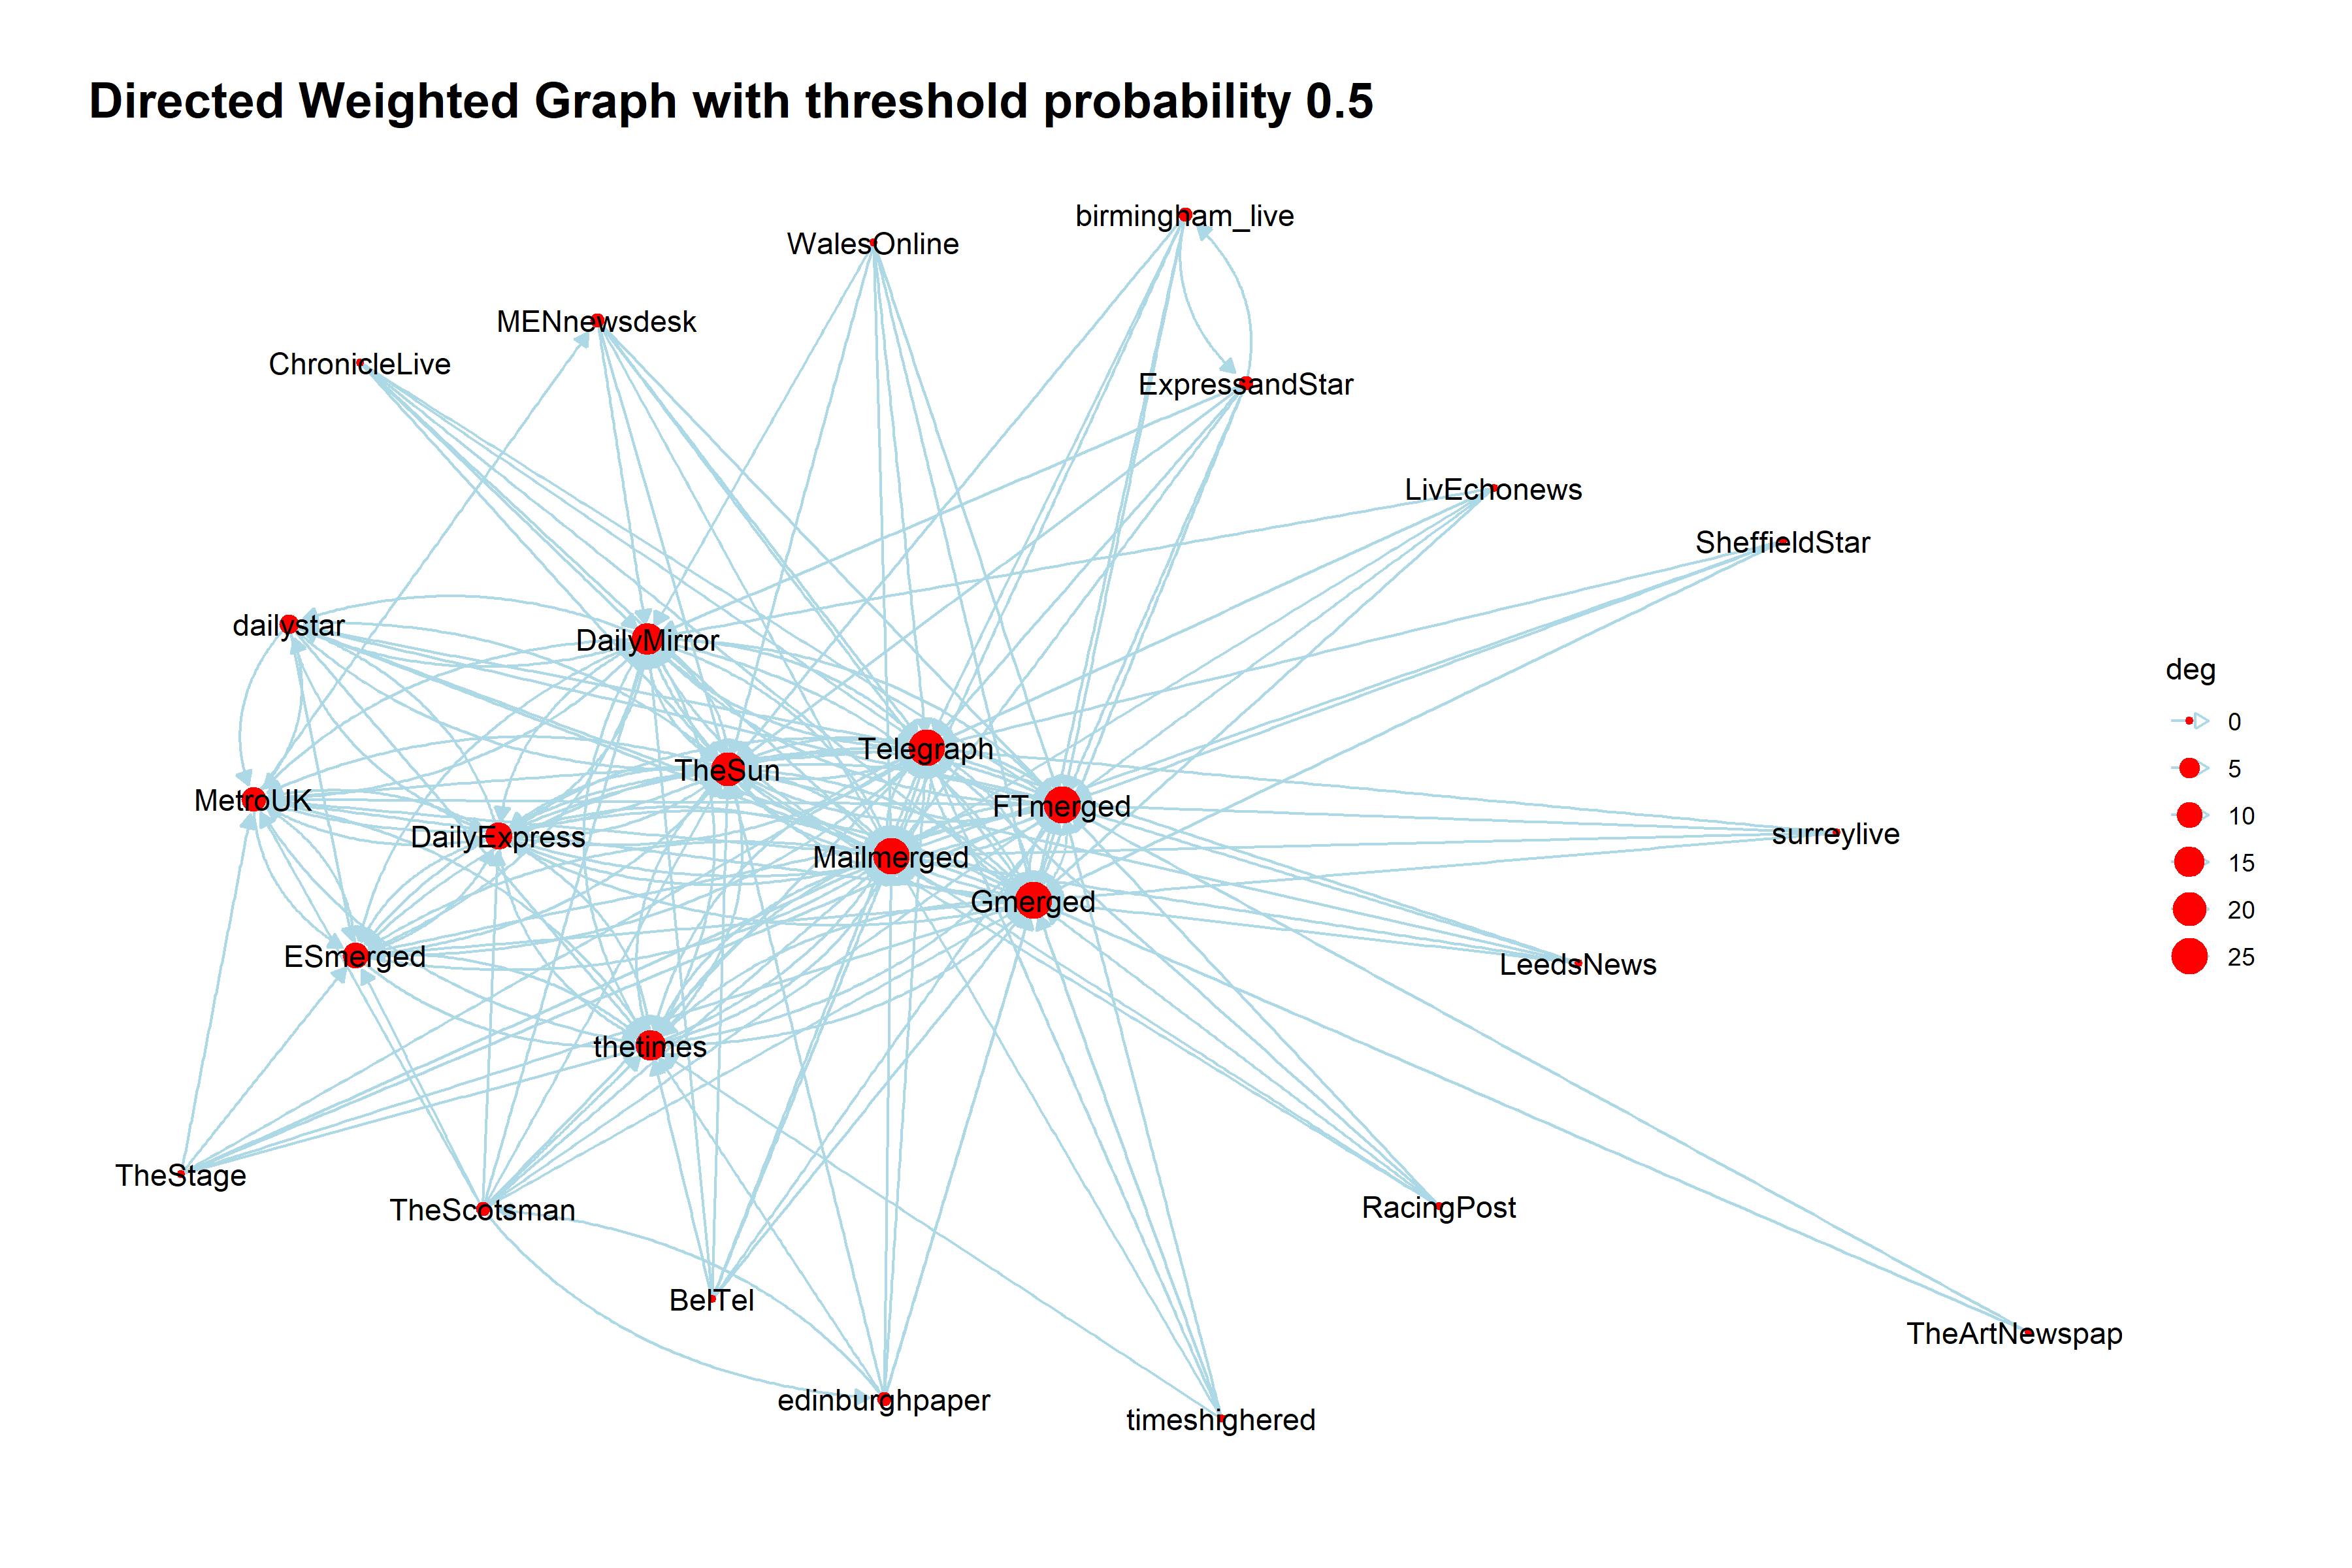 Directed Weighted Graph with threshold probability 0.5
birmingham_live
WalesOnline
MENnewsdesk
ChronicleLive
ExpressandStar
LivEchonews
SheffieldStar
dailystar
DailyMirror
deg
0
5
10
15
20
25
Telegraph
TheSun
MetroUK
FTmerged
DailyExpress
surreylive
Mailmerged
Gmerged
ESmerged
LeedsNews
thetimes
TheStage
TheScotsman
RacingPost
BelTel
TheArtNewspap
edinburghpaper
timeshighered